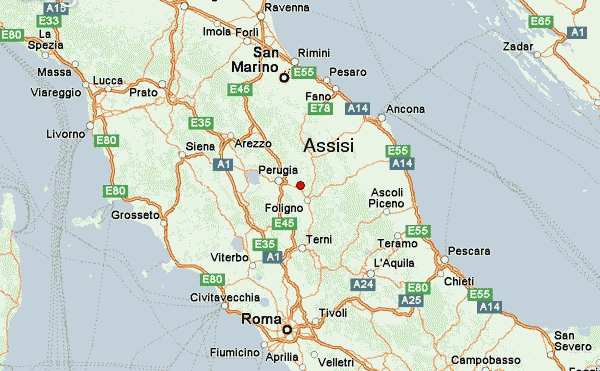 A15
Ravenna
E33
La
Spezia
E80
Imola
Forlì
E65
A1
Zadar
San
Marino
Rimini
E55
Massa
Lucca
Prato
Viareggio
E45
Pesaro
Fano
E78
A14
Ancona
Livorno
E35
Arezzo
Assisi
Siena
A1
E55
A14
Perugia
E80
Grosseto
Foligno
Ascoli
Piceno
E45
E35
Terni
E55
Teramo
Viterbo
A1
Pescara
L'Aquila
E80
Chieti
A24
E80
A25
E55
A14
Civitavecchia
Roma
Tivoli
San
Severo
Fiumicino
Aprilia
Velletri
Campobasso